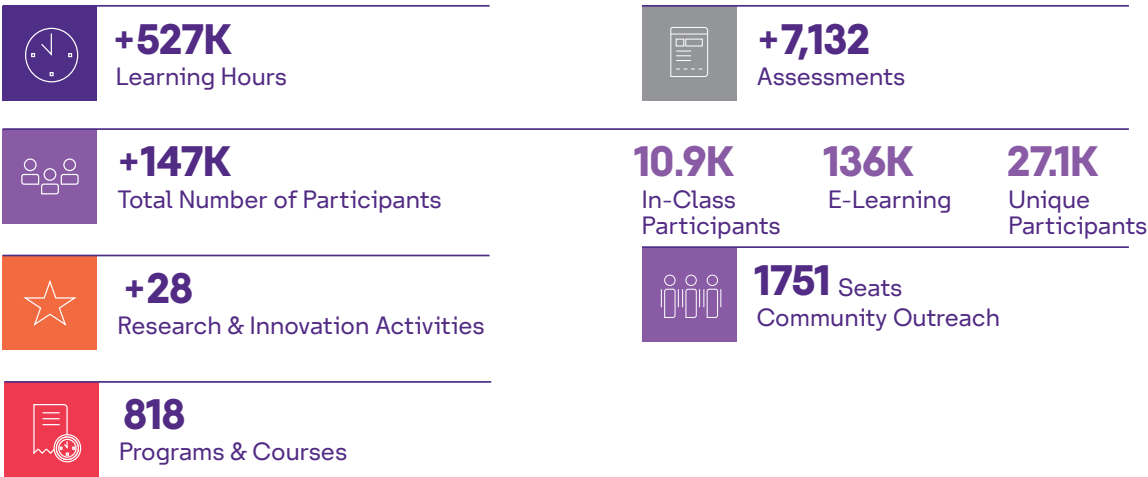 +527K
Learning Hours
+7,132
Assessments
+147K
Total Number of Participants
10.9K
In-Class
Participants
136K
E-Learning
27.1K
Unique
Participants
+28
Research & Innovation Activities
1751 Seats
Community Outreach
818
Programs & Courses